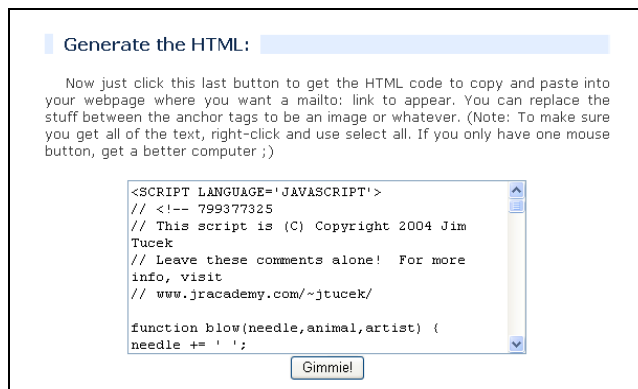 Generate the HTML:
Now just click this last button to get the HTML code to copy and paste into
your webpage where you want a mailto: link to appear. You can replace the
stuff between the anchor tags to be an image or whatever. (Note: To make sure
you get all of the text, right-click and use select all. If you only have one mouse
button, get a better computer ;)
<SCRIPT LANGUAGE='JAVASCRIPT'>
// <!-- 799377325
// This script is (C) Copyright 2004 Jim
Tucek
// Leave these comments alone!  For more
info, visit
// www.jracademy.com/~jtucek/

function blow(needle,animal,artist) {
needle += ' ';
Gimmie!